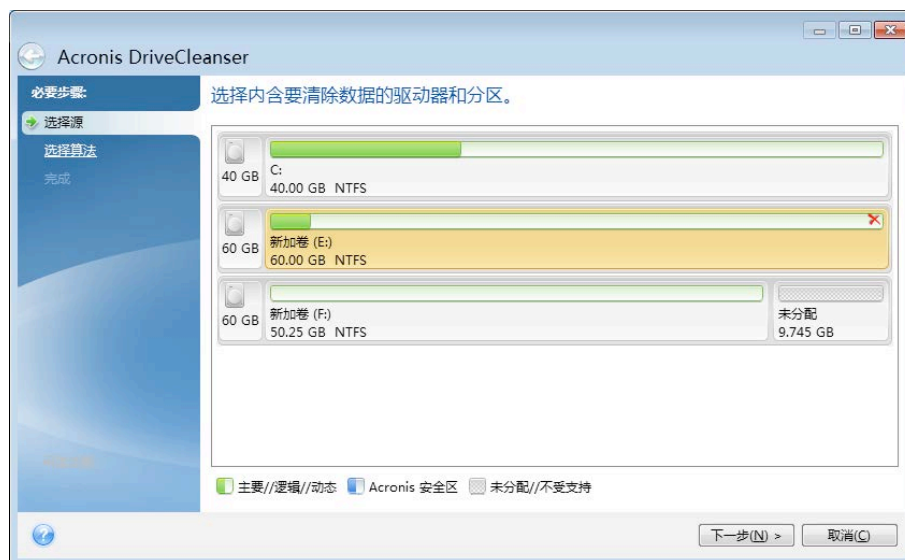 Acronis DriveCleanser
必要步骤:
选择源
选择算法
完成
选择内含要清除数据的驱动器和分区。
40 GB
C:
40.00 GB NTFS
60 GB
新加卷 (E:)
60.00 GB NTFS
60 GB
新加卷 (F:)
50.25 GB NTFS
未分配
9.745 GB
主要//逻辑//动态
Acronis 安全区
未分配//不受支持
下一步(N) >
取消(C)